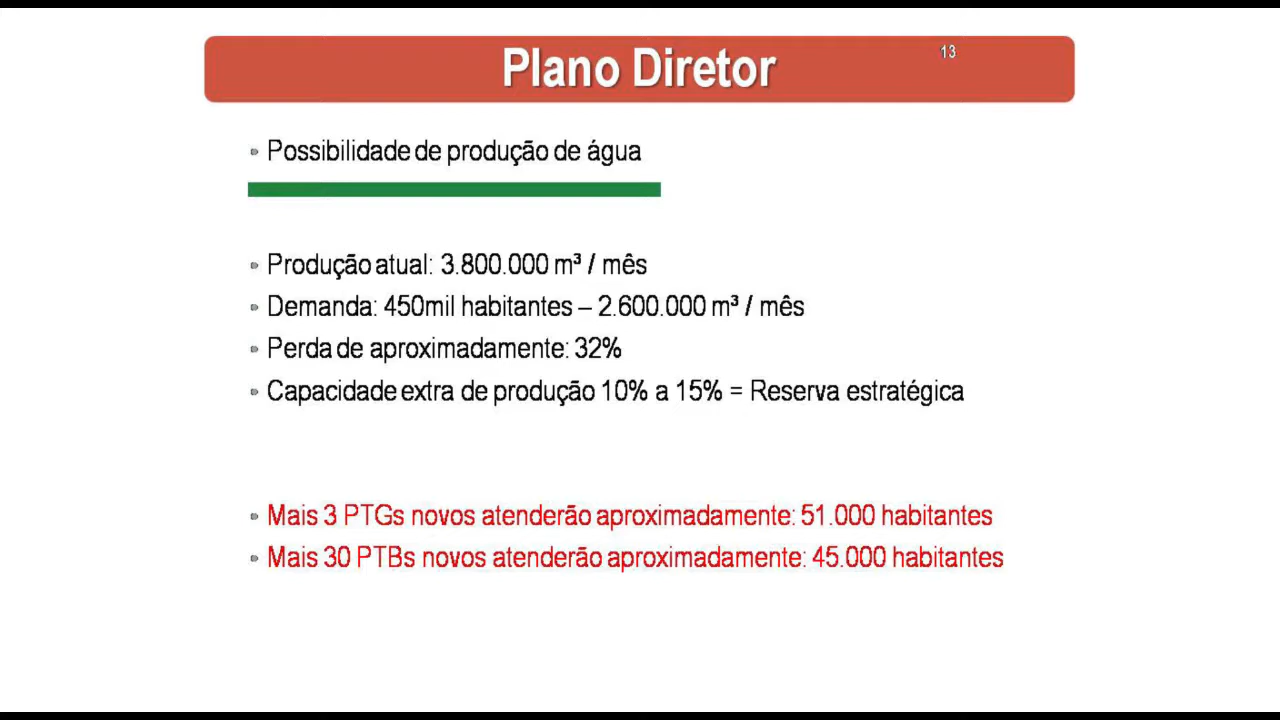 Plano Diretor
13
Possibilidade de produção de água
Produção atual: 3.800.000 m³ / mês
Demanda: 450mil habitantes – 2.600.000 m³ / mês
Perda de aproximadamente: 32%
Capacidade extra de produção 10% a 15% = Reserva estratégica
Mais 3 PTGs novos atenderão aproximadamente: 51.000 habitantes
Mais 30 PTBs novos atenderão aproximadamente: 45.000 habitantes